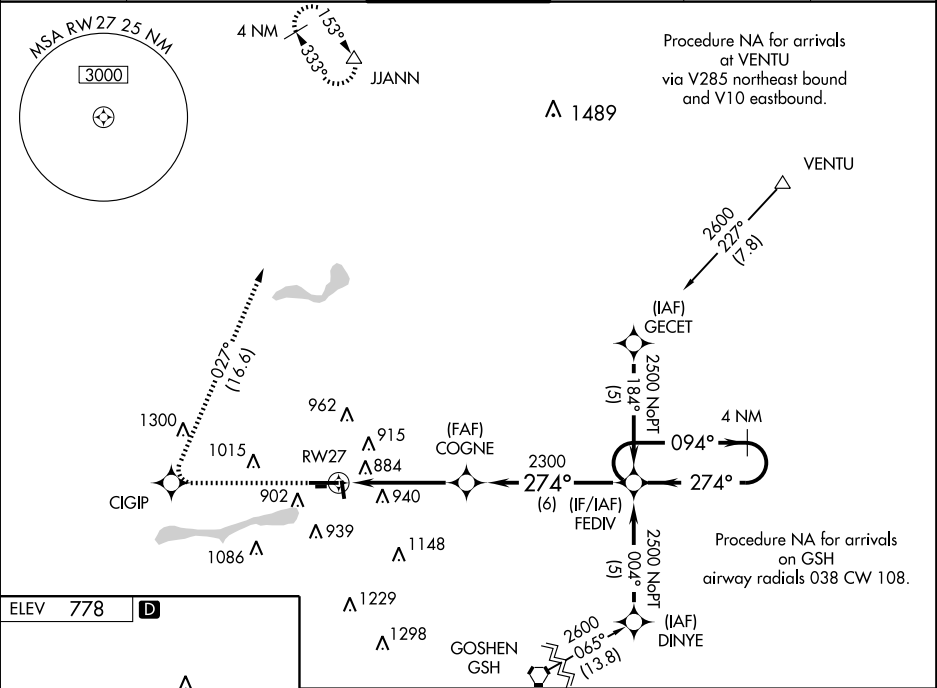 MSA RW27 25 NM
3000
4 NM
153°
333°
JJANN
Procedure NA for arrivals
at VENTU
via V285 northeast bound
and V10 eastbound.
1489
VENTU
2600
227°
(7.8)
(IAF)
GECET
2500 NoPT
184°
(5)
4 NM
094°
274°
027°
(16.6)
1300
1015
962
915
884
RW27
(FAF)
COGNE
2300
274°
(6)
(IF/IAF)
FEDIV
CIGIP
902
940
939
1086
1148
1229
1298
2500 NoPT
004°
(5)
Procedure NA for arrivals
on GSH
airway radials 038 CW 108.
(IAF)
DINYE
2600
065°
(13.8)
GOSHEN
GSH
ELEV 778 D